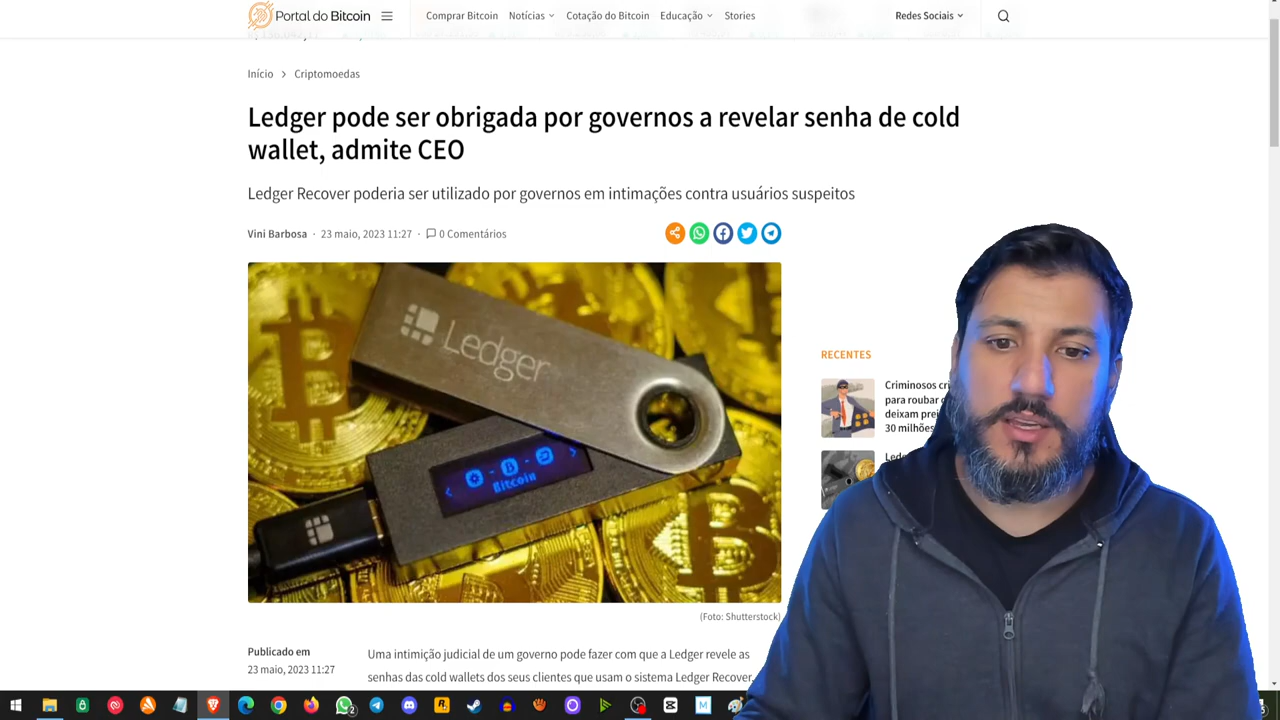 Portal do Bitcoin
Comprar Bitcoin Notícias Cotação do Bitcoin Educação Stories
Redes Sociais
Início > Criptomoedas
Ledger pode ser obrigada por governos a revelar senha de cold
wallet, admite CEO
Ledger Recover poderia ser utilizado por governos em intimações contra usuários suspeitos
Vini Barbosa · 23 maio, 2023 11:27 · 0 Comentários
Ledger
Bitcoin
RECENTES
Criminosos
para roubar
deixam
30 milhões
(Foto: Shutterstock)
Publicado em
23 maio, 2023 11:27
Uma intimição judicial de um governo pode fazer com que a Ledger revele as
senhas das cold wallets dos seus clientes que usam o sistema Ledger Recover,
2